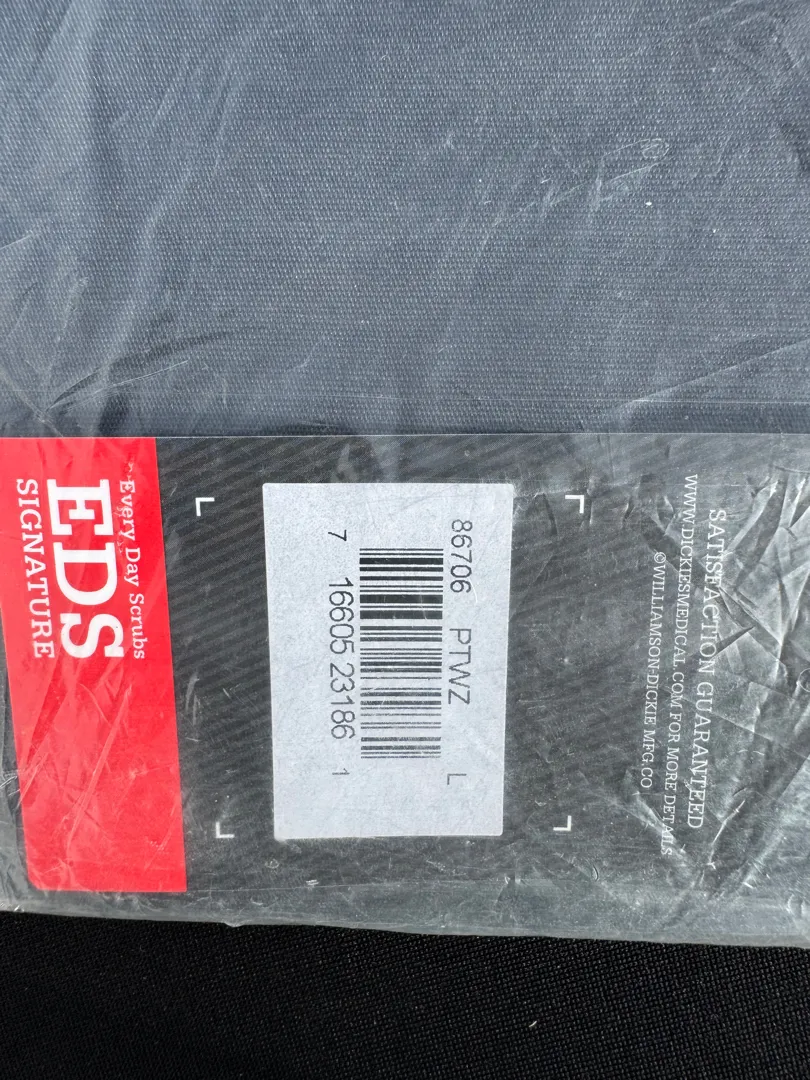 SATISFACTION GUARANTEED
WWW.DICKIESMEDICAL.COM FOR MORE DETAILS
©WILLIAMSON-DICKIE MFG.CO
86706 PTWZ L
7 16605 23186 1
Every Day Scrubs
EDS
SIGNATURE